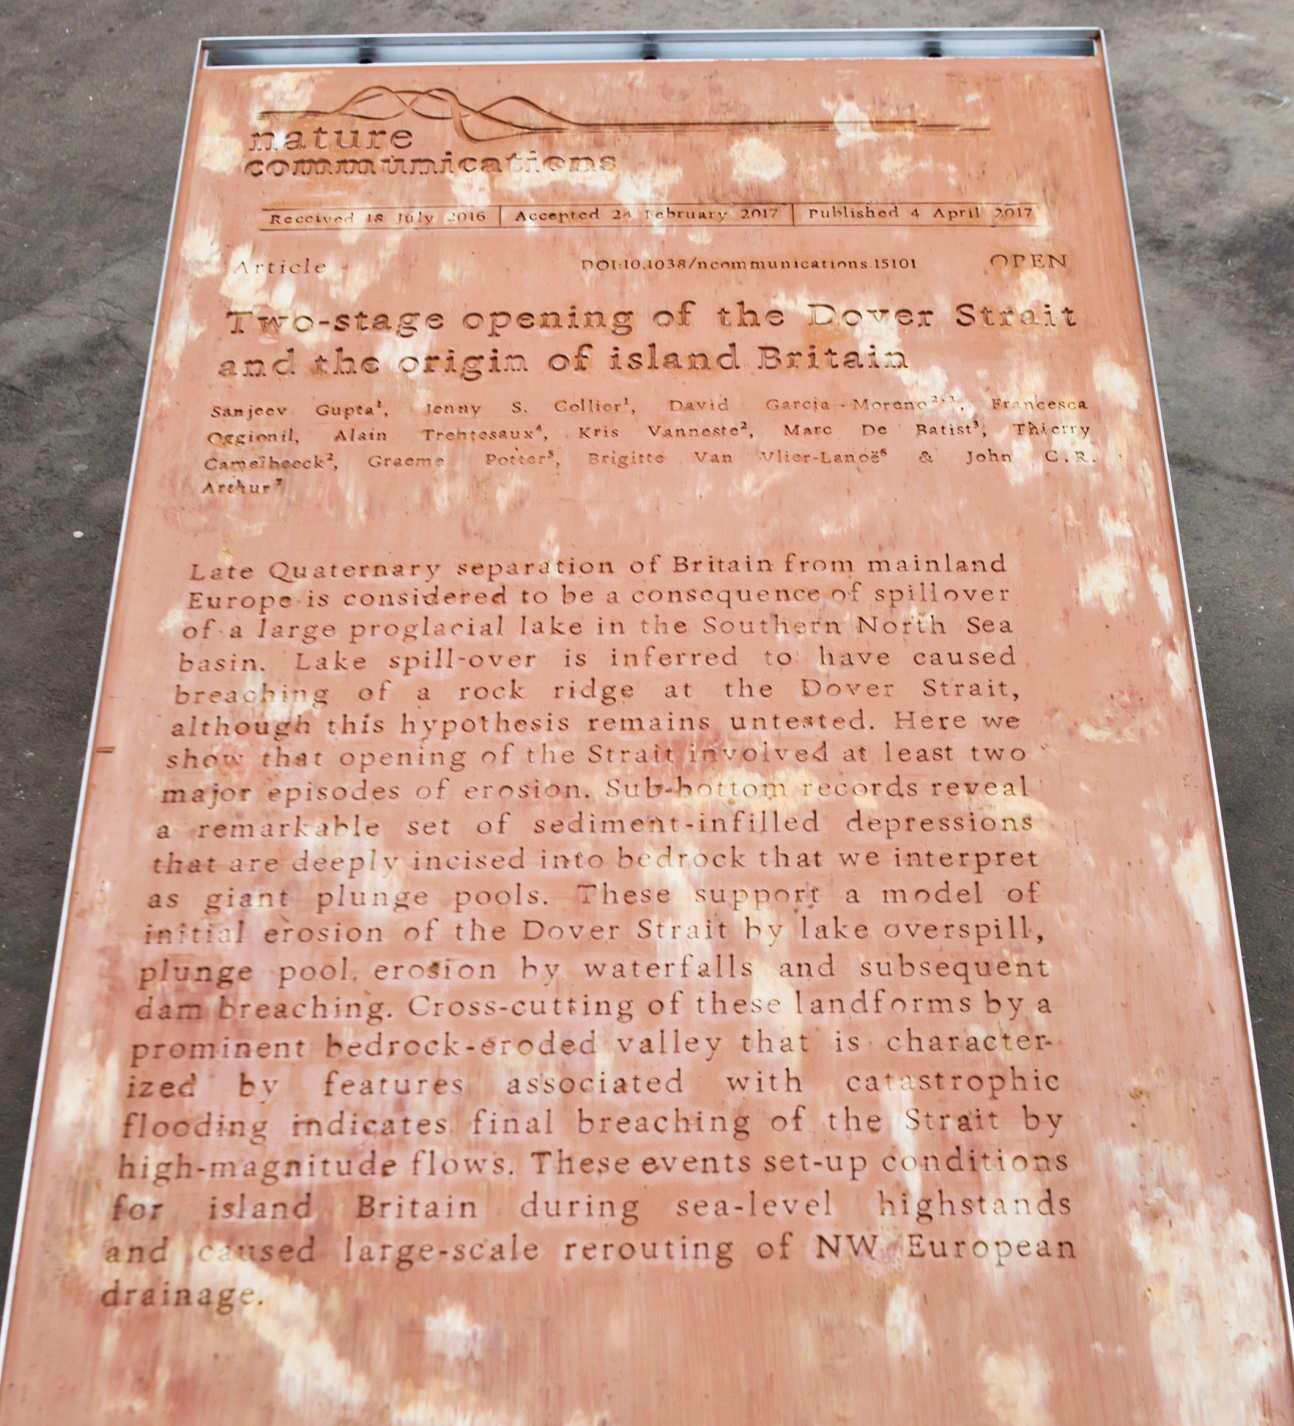 nature
communications
Received 18 July 2016 Accepted 24 February 2017 Published 4 April 2017
Article DOI:10.1038/ncommunications.15101 OPEN
Two-stage opening of the Dover Strait
and the origin of island Britain
Sanjeev Gupta¹, Jenny S. Collier¹, David Garcia-Moreno²,³, Francesca
Oggioni1, Alain Trentesaux⁴, Kris Vanneste², Marc De Batist³, Thierry
Camelbeeck², Graeme Potter⁵, Brigitte Van Vlier-Lanoë⁶ & John C.R.
Arthur⁷
Late Quaternary separation of Britain from mainland
Europe is considered to be a consequence of spillover
of a large proglacial lake in the Southern North Sea
basin. Lake spill-over is inferred to have caused
breaching of a rock ridge at the Dover Strait,
although this hypothesis remains untested. Here we
show that opening of the Strait involved at least two
major episodes of erosion. Sub-bottom records reveal
a remarkable set of sediment-infilled depressions
that are deeply incised into bedrock that we interpret
as giant plunge pools. These support a model of
initial erosion of the Dover Strait by lake overspill,
plunge pool erosion by waterfalls and subsequent
dam breaching. Cross-cutting of these landforms by a
prominent bedrock-eroded valley that is character-
ized by features associated with catastrophic
flooding indicates final breaching of the Strait by
high-magnitude flows. These events set-up conditions
for island Britain during sea-level highstands
and caused large-scale rerouting of NW European
drainage.